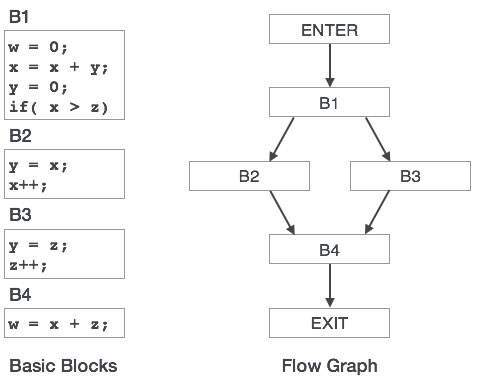 B1
w = 0;
x = x + y;
y = 0;
if( x > z)
B2
y = x;
x++;
B3
y = z;
z++;
B4
w = x + z;
Basic Blocks
ENTER
B1
B2
B3
B4
EXIT
Flow Graph